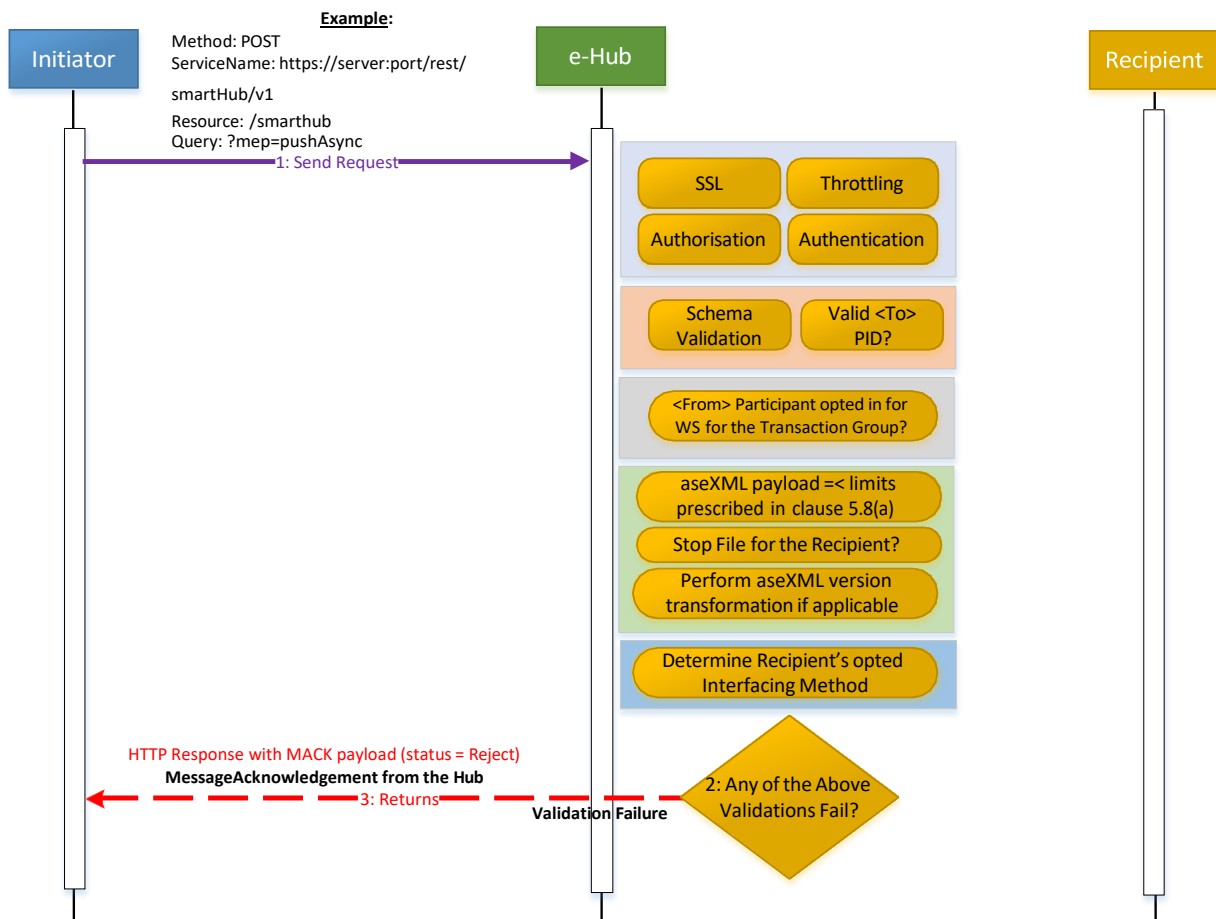 Example:
Method: POST
ServiceName: https://server:port/rest/
smartHub/v1
Resource: /smarthub
Query: ?mep=pushAsync
Initiator
e-Hub
Recipient
1: Send Request
SSL
Throttling
Authorisation
Authentication
Schema
Validation
Valid <To>
PID?
<From> Participant opted in for
WS for the Transaction Group?
aseXML payload =< limits
prescribed in clause 5.8(a)
Stop File for the Recipient?
Perform aseXML version
transformation if applicable
Determine Recipient's opted
Interfacing Method
HTTP Response with MACK payload (status = Reject)
MessageAcknowledgement from the Hub
3: Returns
Validation Failure
2: Any of the Above
Validations Fail?